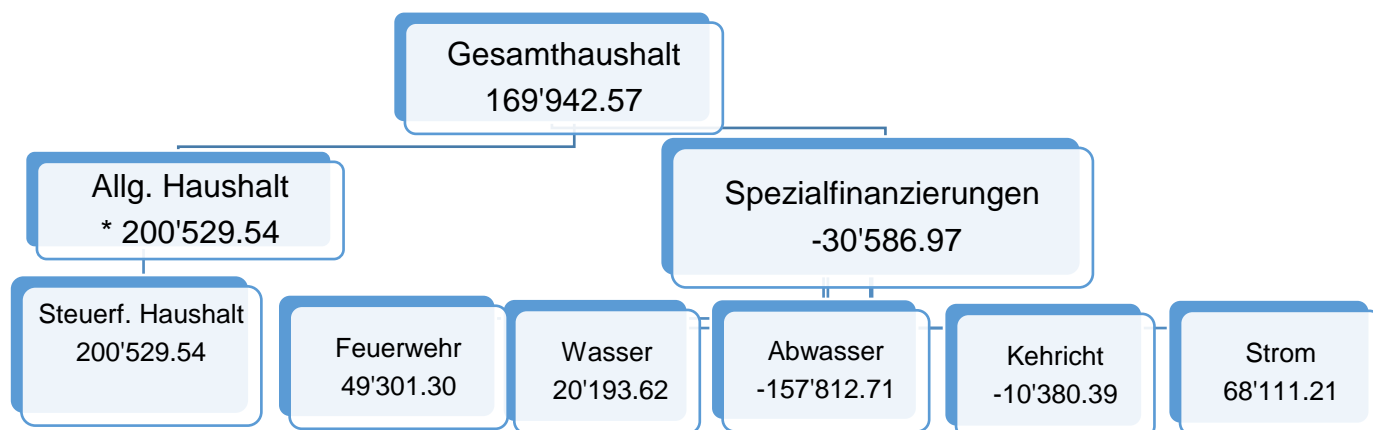 Gesamthaushalt
169'942.57
Allg. Haushalt
* 200'529.54
Spezialfinanzierungen
-30'586.97
Steuerf. Haushalt
200'529.54
Feuerwehr
49'301.30
Wasser
20'193.62
Abwasser
-157'812.71
Kehricht
-10'380.39
Strom
68'111.21